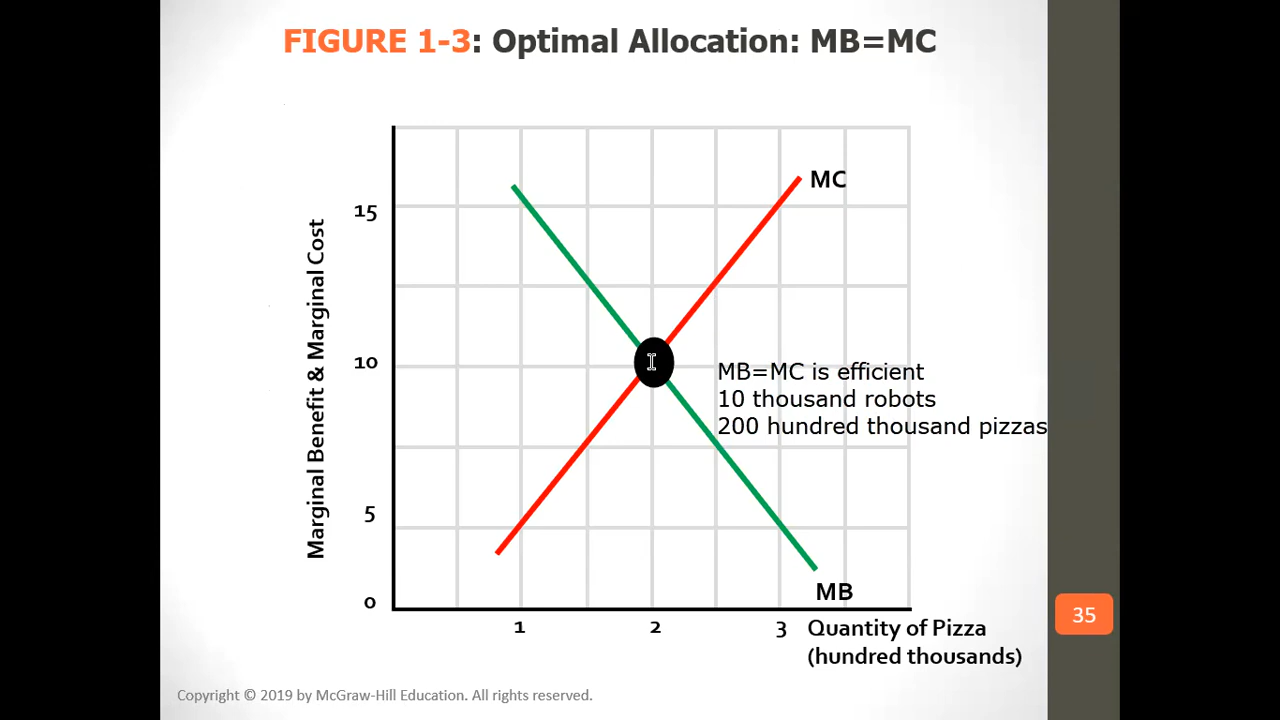 FIGURE 1-3: Optimal Allocation: MB=MC
Marginal Benefit & Marginal Cost
15
10
5
0
MC
MB=MC is efficient
10 thousand robots
200 hundred thousand pizzas
MB
1 2 3
Quantity of Pizza
(hundred thousands)
35
Copyright © 2019 by McGraw-Hill Education. All rights reserved.